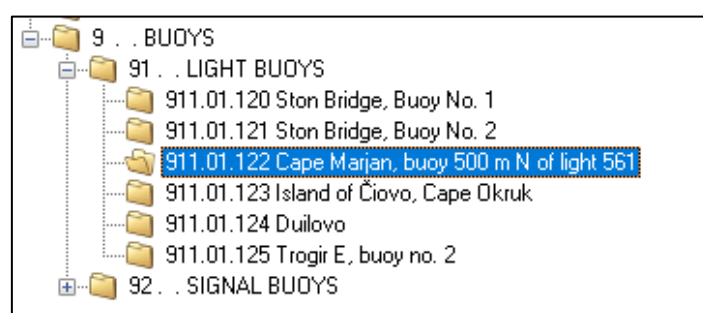 9 . . BUOYS
91 . . LIGHT BUOYS
911.01.120 Ston Bridge, Buoy No. 1
911.01.121 Ston Bridge, Buoy No. 2
911.01.122 Cape Marjan, buoy 500 m N of light 561
911.01.123 Island of Čiovo, Cape Okruk
911.01.124 Duilovo
911.01.125 Trogir E, buoy no. 2
92 . . SIGNAL BUOYS